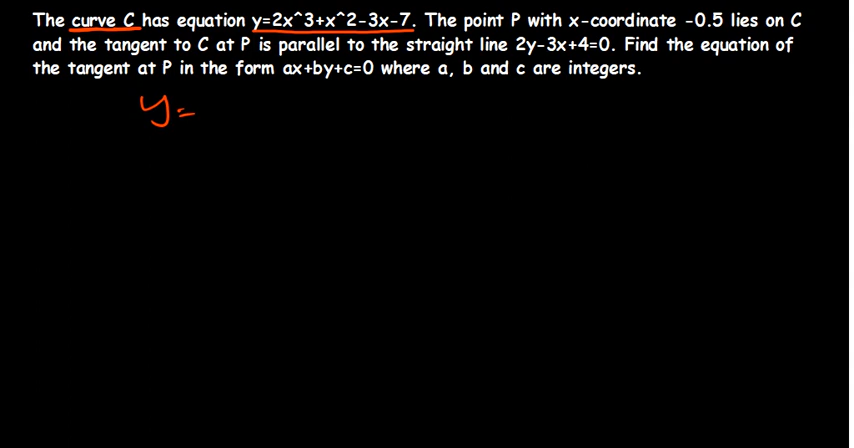 The curve C has equation y=2x^3+x^2-3x-7. The point P with x-coordinate -0.5 lies on C
and the tangent to C at P is parallel to the straight line 2y-3x+4=0. Find the equation of
the tangent at P in the form ax+by+c=0 where a, b and c are integers.
y=